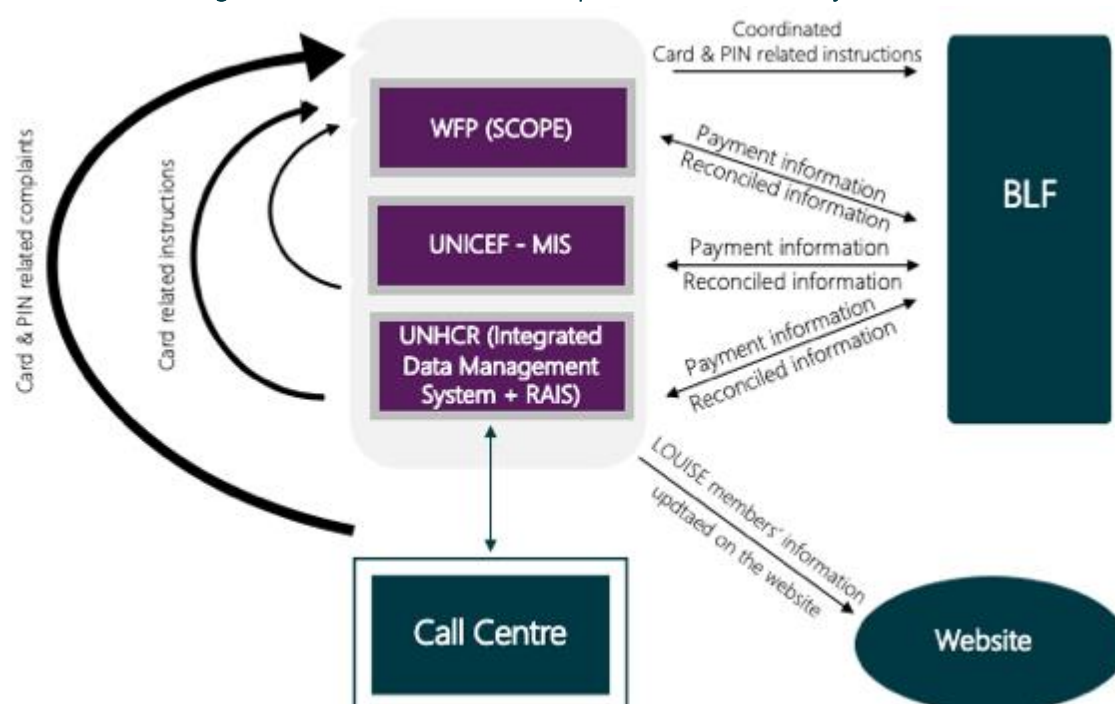 Coordinated
Card & PIN related instructions
WFP (SCOPE)
Payment information
Reconciled information
BLF
UNICEF - MIS
Payment information
Reconciled information
UNHCR (Integrated
Data Management
System + RAIS)
Payment information
Reconciled information
Card & PIN related complaints
Card related instructions
LOUISE members' information
updtaed on the website
Call Centre
Website